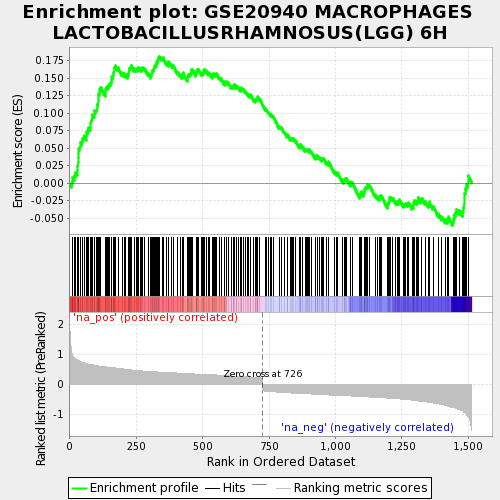 Enrichment plot: GSE20940 MACROPHAGES
LACTOBACILLUSRHAMNOSUS(LGG) 6H
Enrichment score (ES)
0.175
0.150
0.125
0.100
0.075
0.050
0.025
0.000
-0.025
-0.050
'na_pos' (positively correlated)
Ranked list metric (PreRanked)
2
1
0
-1
Zero cross at 726
'na_neg' (negatively correlated)
0
250
500
750
1,000
1,250
1,500
Rank in Ordered Dataset
Enrichment profile
Hits
Ranking metric scores